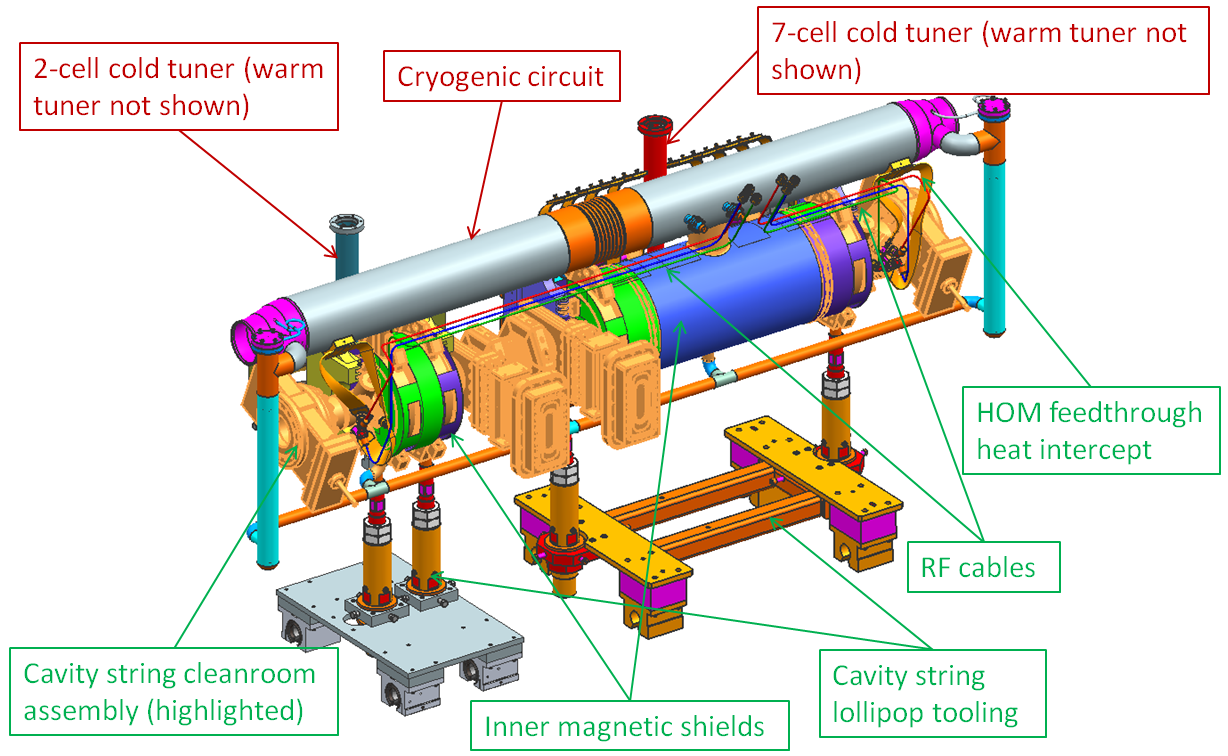 2-cell cold tuner (warm
tuner not shown)
Cryogenic circuit
7-cell cold tuner (warm tuner not
shown)
HOM feedthrough
heat intercept
RF cables
Cavity string
lollipop tooling
Inner magnetic shields
Cavity string cleanroom
assembly (highlighted)